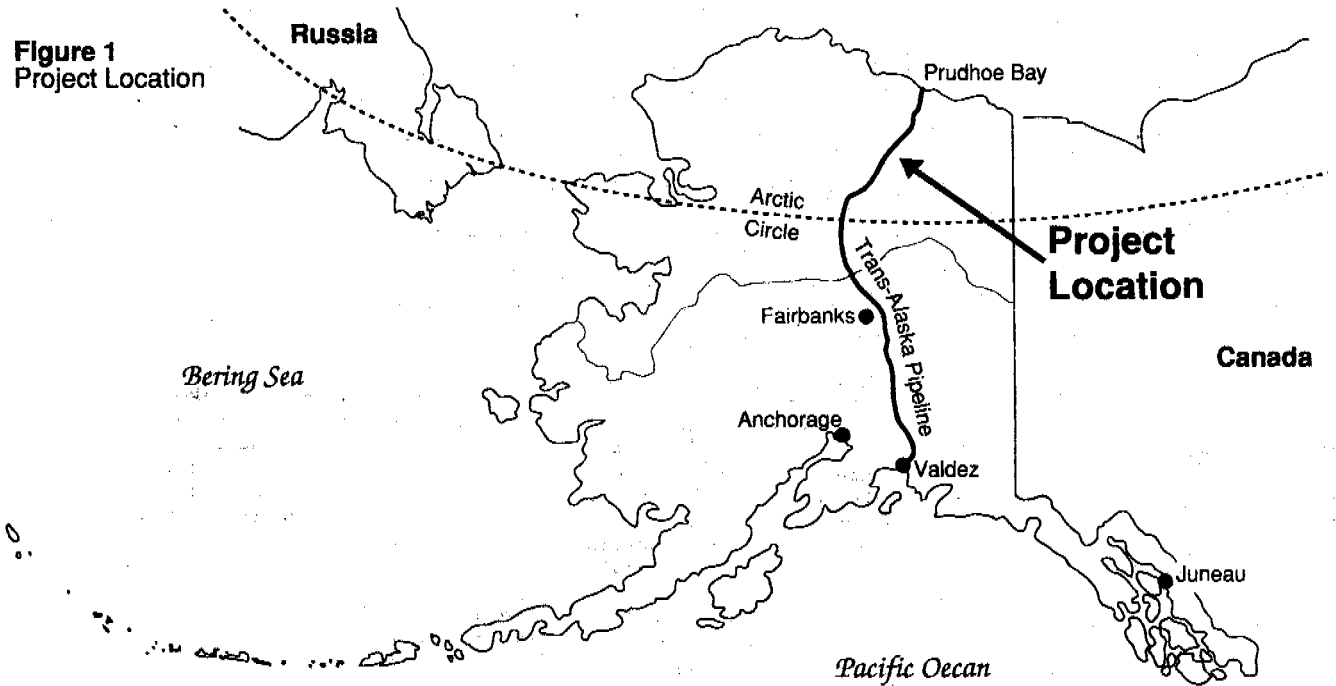 Figure 1
Project Location
Russia
Prudhoe Bay
Arctic
Circle
Project
Location
Trans-Alaska Pipeline
Fairbanks
Canada
Bering Sea
Anchorage
Valdez
Juneau
Pacific Oecan